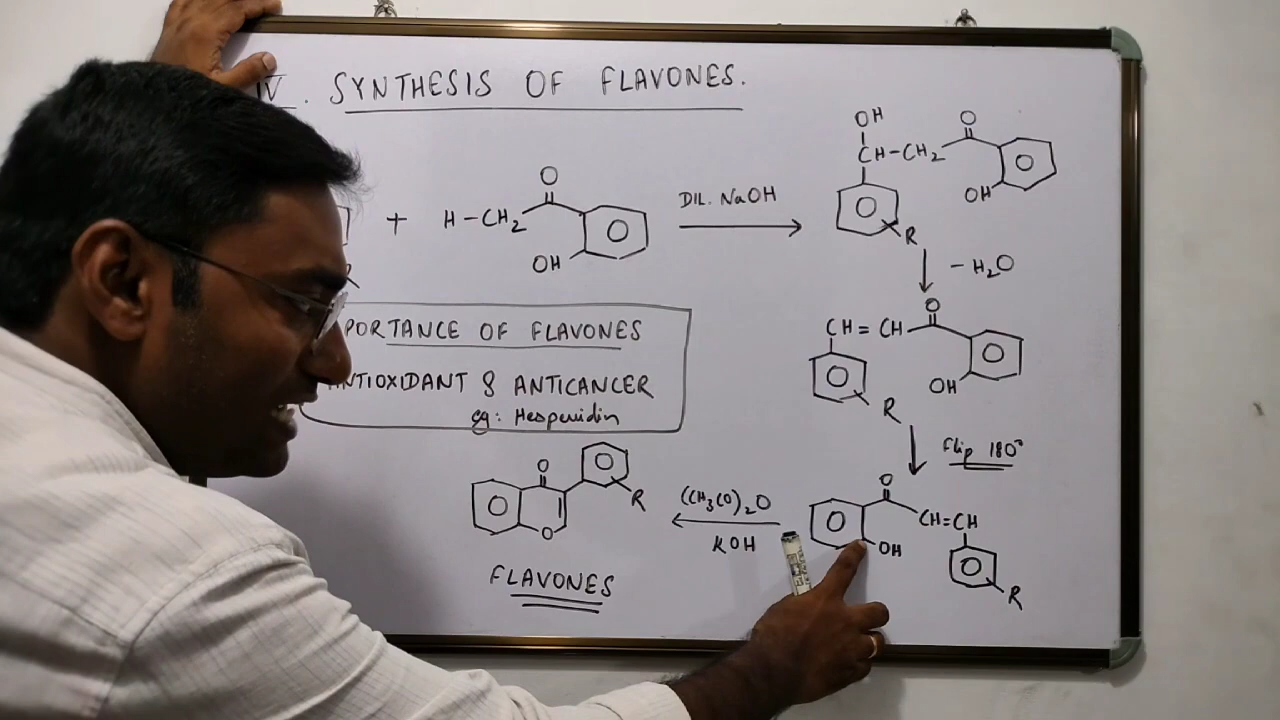 IV. SYNTHESIS OF FLAVONES.
+ H-CH2 O OH
DIL. NaOH
OH CH-CH2 O OH R
- H2O
CH = CH O OH R
PORTANCE OF FLAVONES
NTIOXIDANT & ANTICANCER
eg: Hesperidin
Flip 180°
O CH=CH OH R
(CH3CO)2O
KOH
O O R
FLAVONES